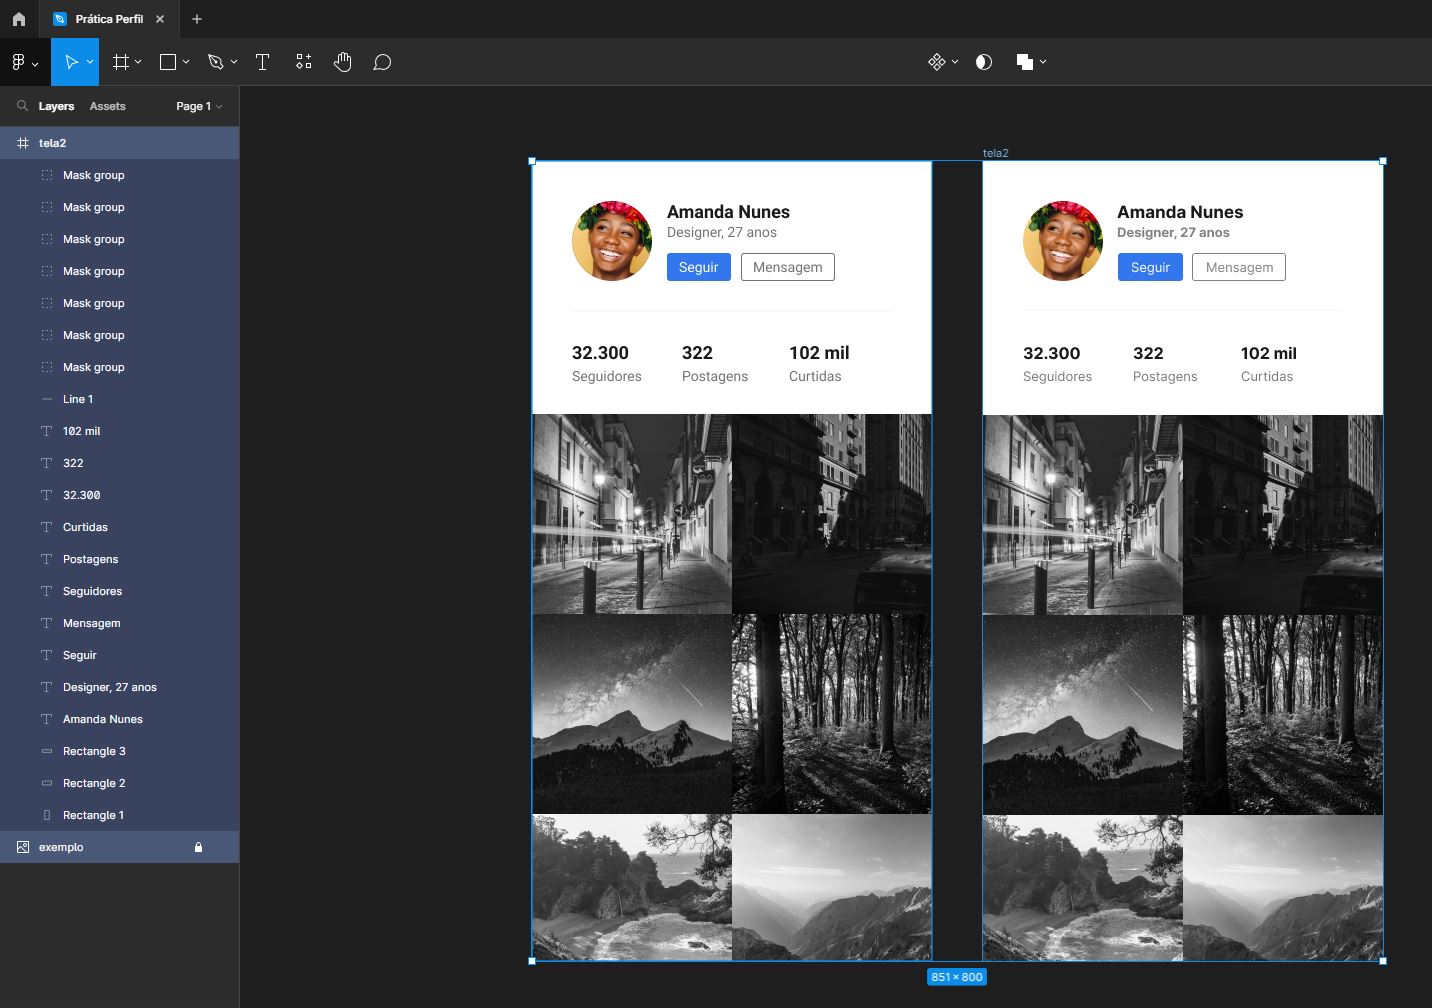 Prática Perfil
Layers
Assets
Page 1
tela2
Mask group
Mask group
Mask group
Mask group
Mask group
Mask group
Mask group
Line 1
102 mil
322
32.300
Curtidas
Postagens
Seguidores
Mensagem
Seguir
Designer, 27 anos
Amanda Nunes
Rectangle 3
Rectangle 2
Rectangle 1
exemplo
Amanda Nunes
Designer, 27 anos
Seguir
Mensagem
32.300
322
102 mil
Seguidores
Postagens
Curtidas
tela2
Amanda Nunes
Designer, 27 anos
Seguir
Mensagem
32.300
322
102 mil
Seguidores
Postagens
Curtidas
851 × 800